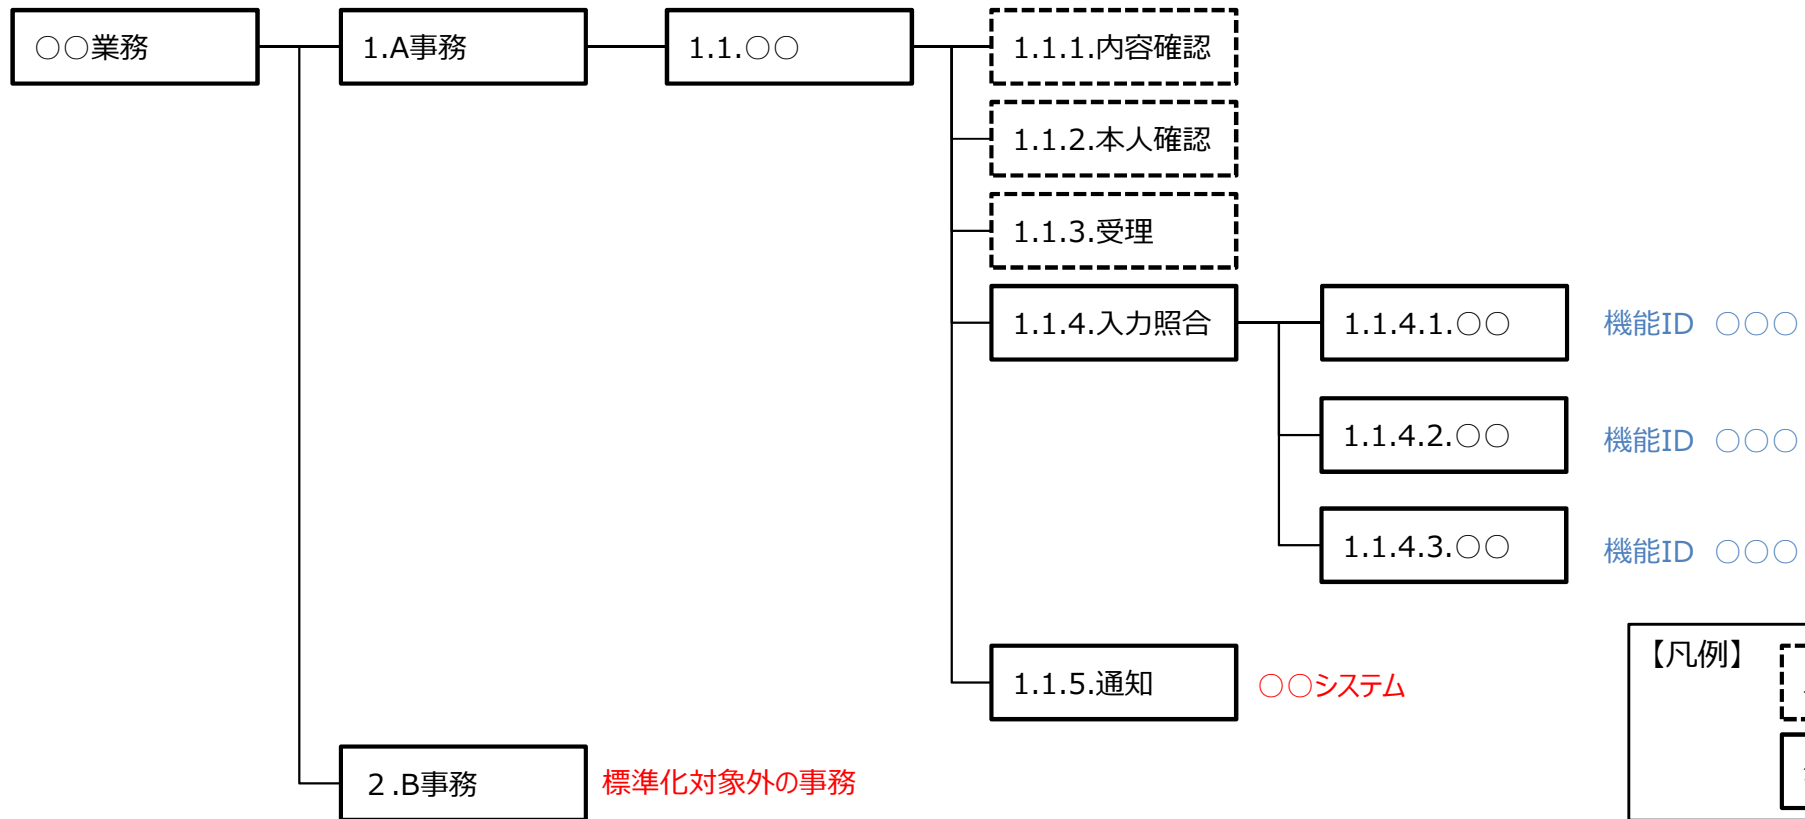 ○○業務
1.A事務
1.1.○○
1.1.1.内容確認
1.1.2.本人確認
1.1.3.受理
1.1.4.入力照合
1.1.4.1.○○
機能ID　○○○
1.1.4.2.○○
機能ID　○○○
1.1.4.3.○○
機能ID　○○○
【凡例】
1.1.5.通知
○○システム
２.B事務
標準化対象外の事務